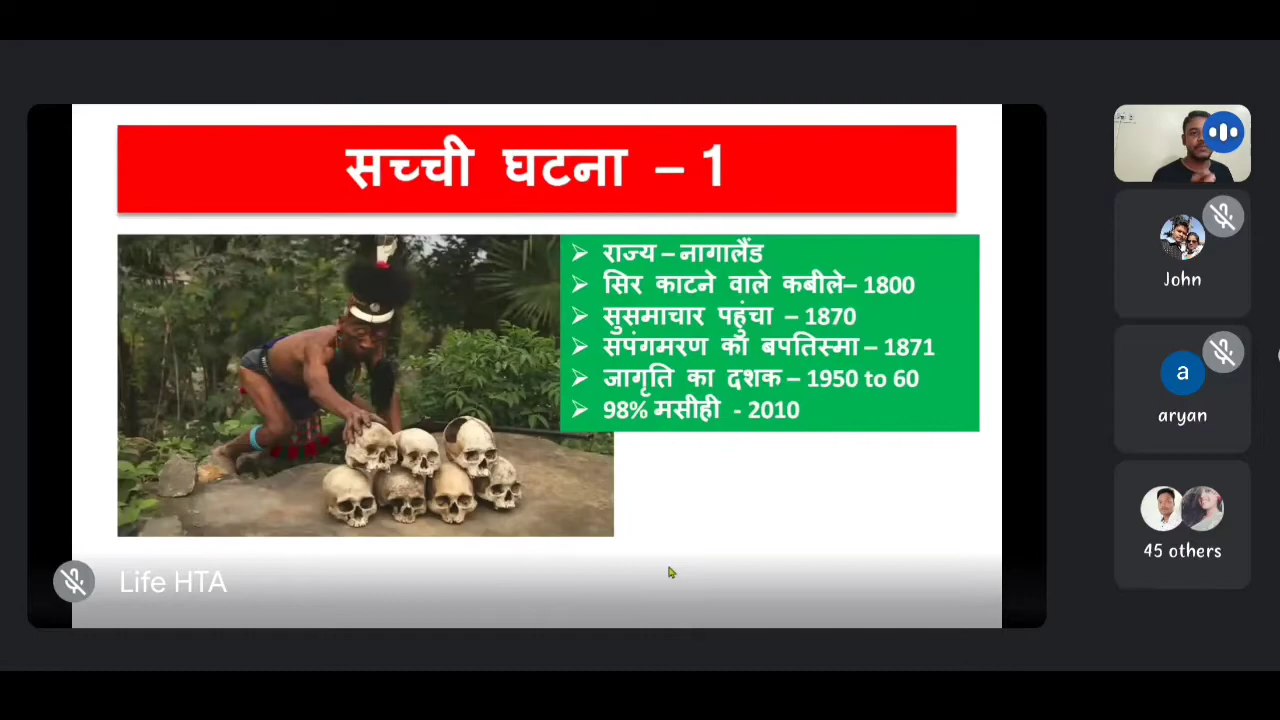 सच्ची घटना – 1
➢ राज्य – नागालैंड
➢ सिर काटने वाले कबीले– 1800
➢ सुसमाचार पहुंचा – 1870
➢ सपंगमरण का बपतिस्मा – 1871
➢ जागृति का दशक – 1950 to 60
➢ 98% मसीही - 2010
Life HTA
John
a
aryan
45 others